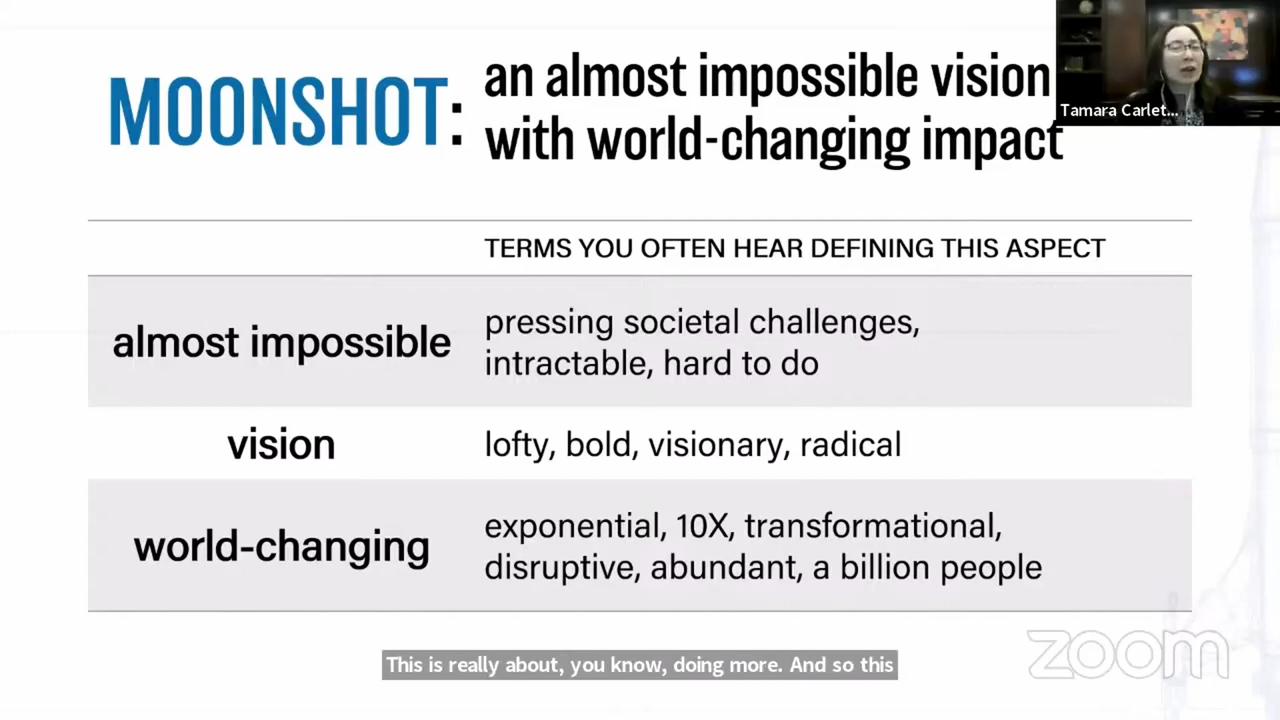 MOONSHOT: an almost impossible vision
with world-changing impact
Tamara Carlet...
TERMS YOU OFTEN HEAR DEFINING THIS ASPECT
almost impossible
pressing societal challenges,
intractable, hard to do
vision
lofty, bold, visionary, radical
world-changing
exponential, 10X, transformational,
disruptive, abundant, a billion people
This is really about, you know, doing more. And so this
zoom